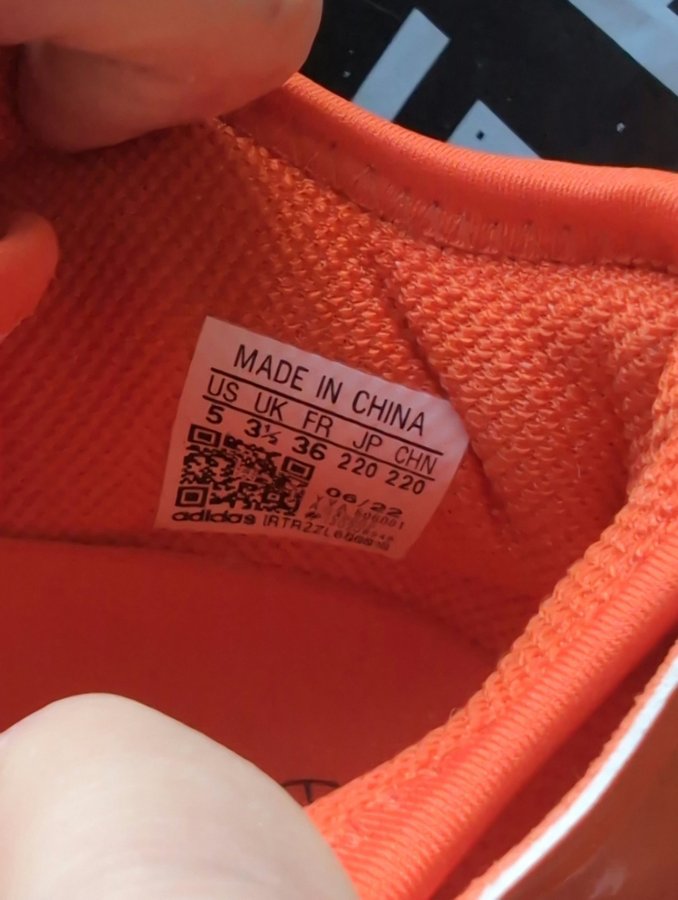 MADE IN CHINA
US UK FR JP CHN
5 3½ 36 220 220
06/22
adidas